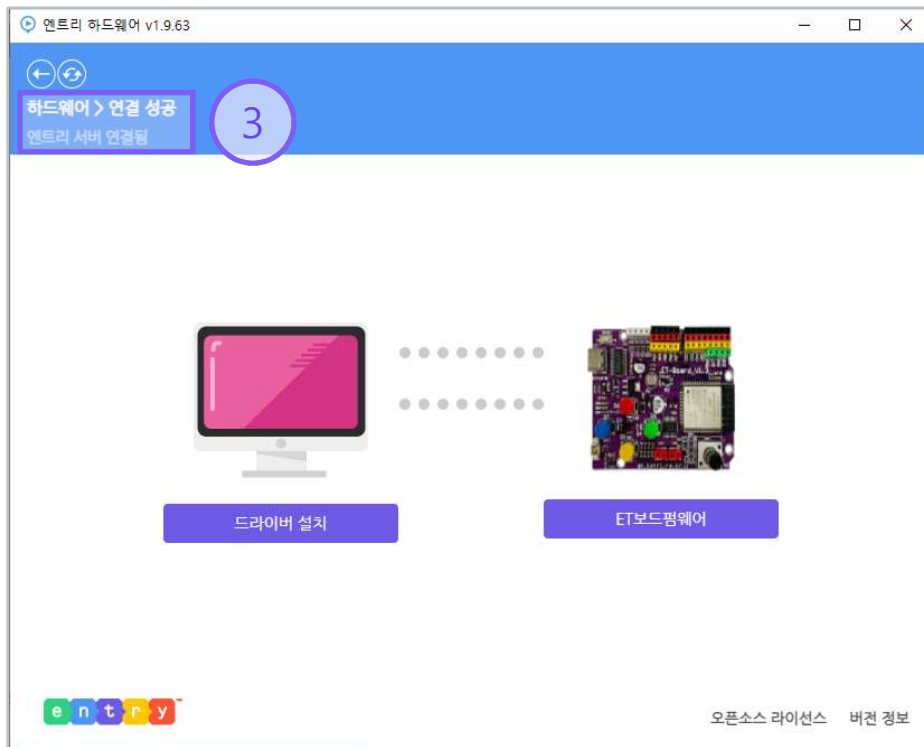 엔트리 하드웨어 v1.9.63
하드웨어 > 연결 성공
엔트리 서버 연결됨
3
드라이버 설치
ET보드펌웨어
entry™
오픈소스 라이선스 버전 정보